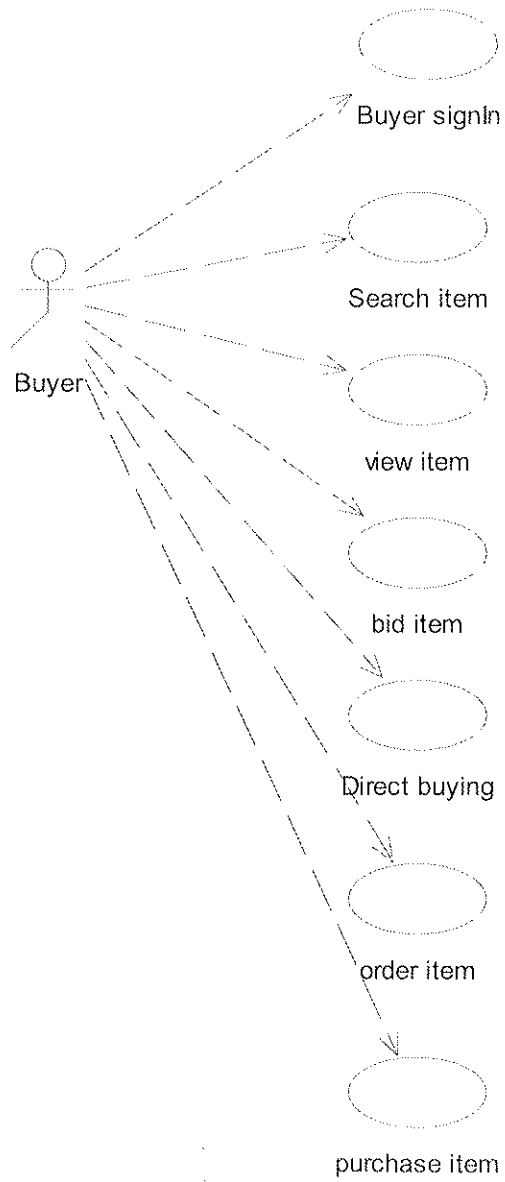 Buyer signIn
Search item
Buyer
view item
bid item
Direct buying
order item
purchase item